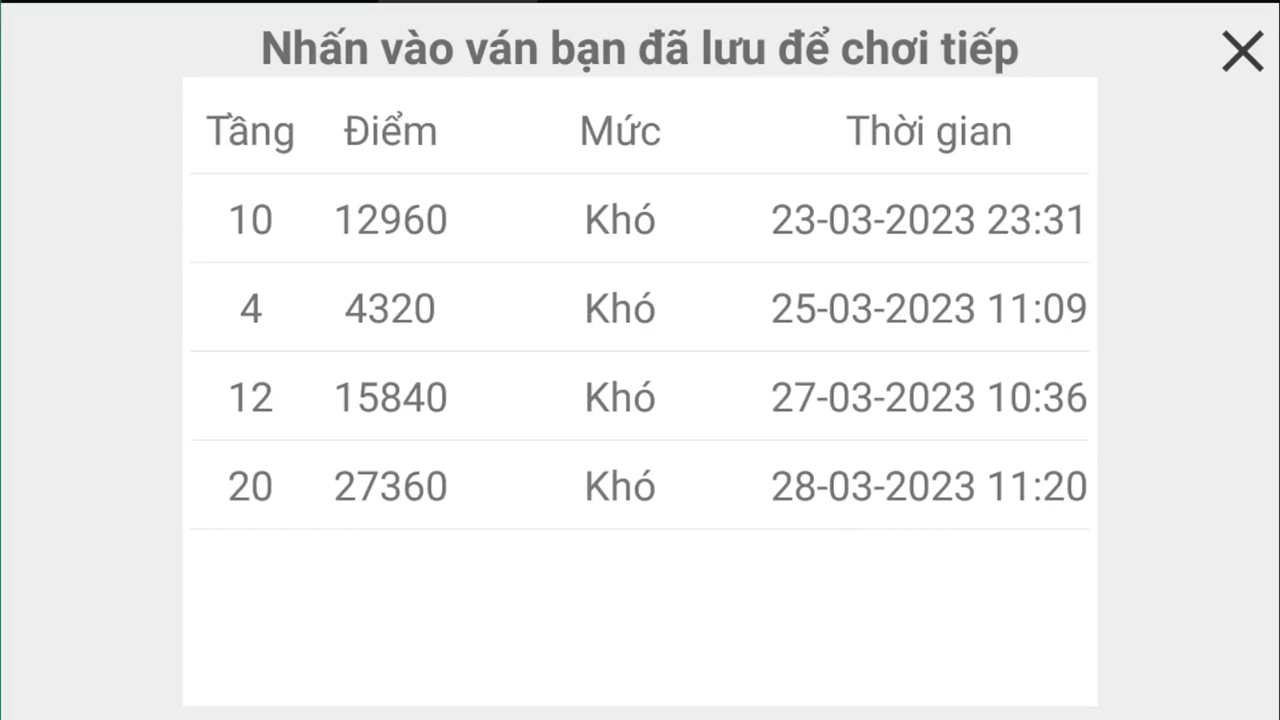 Nhấn vào ván bạn đã lưu để chơi tiếp
Tầng Điểm Mức Thời gian
10 12960 Khó 23-03-2023 23:31
4 4320 Khó 25-03-2023 11:09
12 15840 Khó 27-03-2023 10:36
20 27360 Khó 28-03-2023 11:20